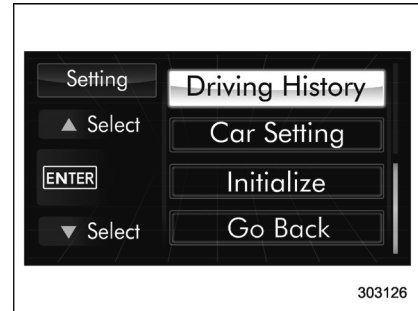 Setting
▲ Select
ENTER
▼ Select
Driving History
Car Setting
Initialize
Go Back
303126